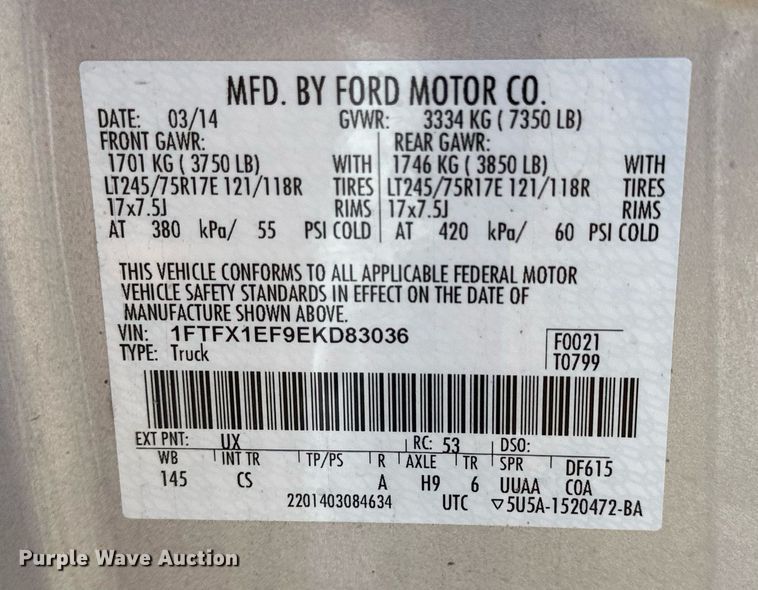 MFD. BY FORD MOTOR CO.
DATE: 03/14 GVWR: 3334 KG ( 7350 LB)
FRONT GAWR: REAR GAWR:
1701 KG ( 3750 LB) WITH 1746 KG ( 3850 LB) WITH
LT245/75R17E 121/118R TIRES LT245/75R17E 121/118R TIRES
17x7.5J RIMS 17x7.5J RIMS
AT 380 kPa/ 55 PSI COLD AT 420 kPa/ 60 PSI COLD
THIS VEHICLE CONFORMS TO ALL APPLICABLE FEDERAL MOTOR
VEHICLE SAFETY STANDARDS IN EFFECT ON THE DATE OF
MANUFACTURE SHOWN ABOVE.
VIN: 1FTFX1EF9EKD83036 F0021
TYPE: Truck T0799
EXT PNT: UX RC: 53 DSO:
WB INT TR TP/PS R AXLE TR SPR DF615
145 CS A H9 6 UUAA COA
2201403084634 UTC ▽5U5A-1520472-BA
Purple Wave Auction